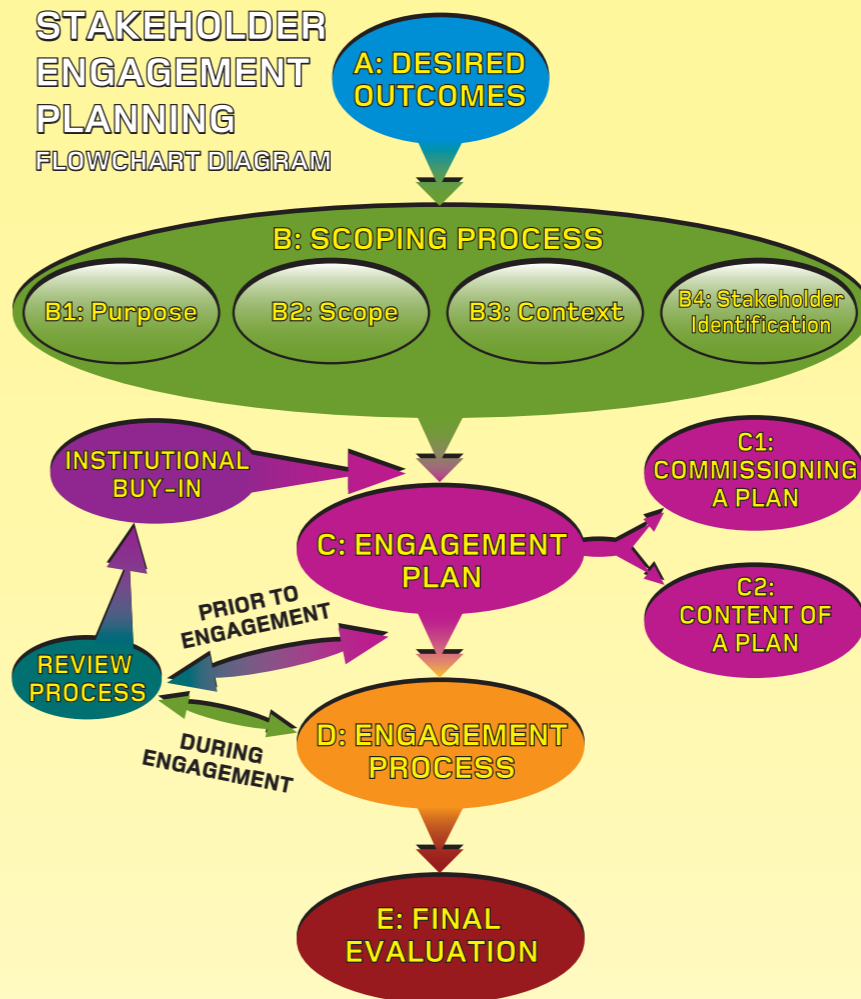 STAKEHOLDER
ENGAGEMENT
PLANNING
FLOWCHART DIAGRAM
A: DESIRED
OUTCOMES
B: SCOPING PROCESS
B1: Purpose
B2: Scope
B3: Context
B4: Stakeholder
Identification
INSTITUTIONAL
BUY-IN
C: ENGAGEMENT
PLAN
C1:
COMMISSIONING
A PLAN
C2:
CONTENT OF
A PLAN
PRIOR TO
ENGAGEMENT
REVIEW
PROCESS
DURING
ENGAGEMENT
D: ENGAGEMENT
PROCESS
E: FINAL
EVALUATION